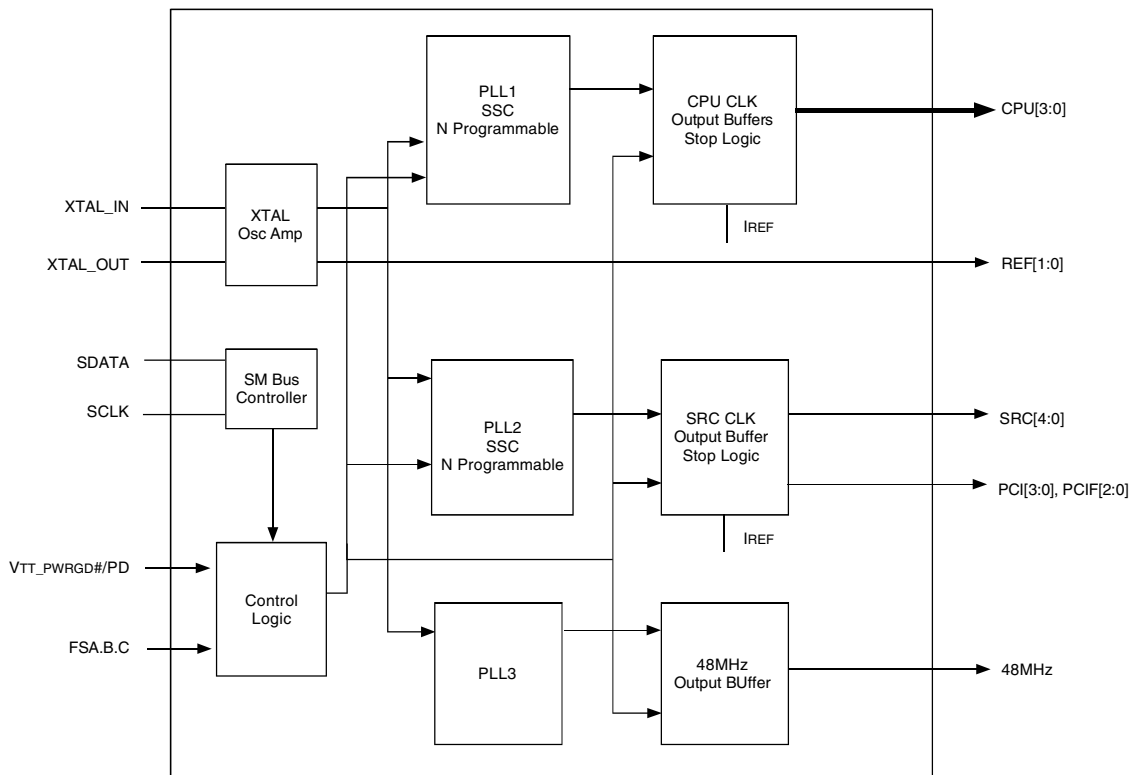 PLL1
SSC
N Programmable
CPU CLK
Output Buffers
Stop Logic
CPU[3:0]
XTAL_IN
XTAL
Osc Amp
IREF
XTAL_OUT
REF[1:0]
SDATA
SM Bus
Controller
SCLK
PLL2
SSC
N Programmable
SRC CLK
Output Buffer
Stop Logic
SRC[4:0]
PCI[3:0], PCIF[2:0]
IREF
VTT_PWRGD#/PD
Control
Logic
FSA.B.C
PLL3
48MHz
Output BUffer
48MHz